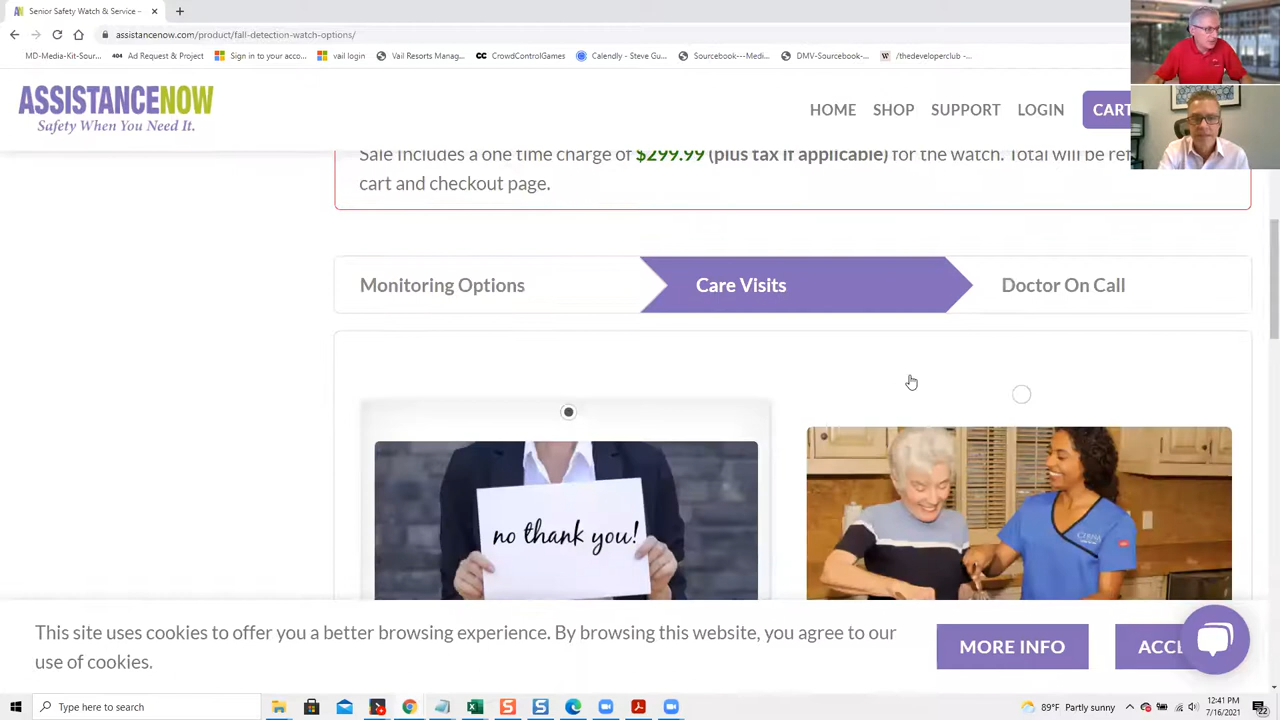 Senior Safety Watch & Service –
assistancenow.com/product/fall-detection-watch-options/
MD-Media-Kit-Sour...
Ad Request & Project
Sign in to your acco...
vail login
Vail Resorts Manag...
CrowdControlGames
Calendly - Steve Gu...
Sourcebook---Medi...
DMV-Sourcebook-...
/thedeveloperclub -...
ASSISTANCENOW
Safety When You Need It.
HOME
SHOP
SUPPORT
LOGIN
CART
Sale Includes a one time charge of $299.99 (plus tax if applicable) for the watch. Total will be ref
cart and checkout page.
Monitoring Options
Care Visits
Doctor On Call
no thank you!
This site uses cookies to offer you a better browsing experience. By browsing this website, you agree to our
use of cookies.
MORE INFO
ACCE
Type here to search
89°F Partly sunny
12:41 PM
7/16/2021
22